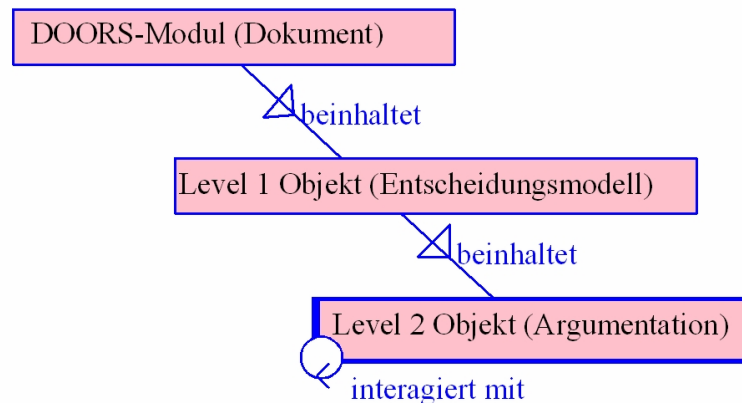 DOORS-Modul (Dokument)
beinhaltet
Level 1 Objekt (Entscheidungsmodell)
beinhaltet
Level 2 Objekt (Argumentation)
interagiert mit